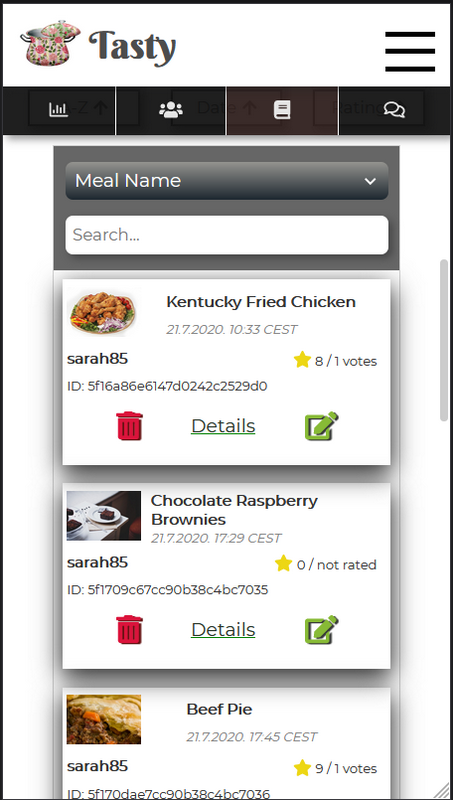 Tasty
A-Z
Date
Rating
Meal Name
Search...
Kentucky Fried Chicken
21.7.2020. 10:33 CEST
sarah85
8 / 1 votes
ID: 5f16a86e6147d0242c2529d0
Details
Chocolate Raspberry
Brownies
21.7.2020. 17:29 CEST
sarah85
0 / not rated
ID: 5f1709c67cc90b38c4bc7035
Details
Beef Pie
21.7.2020. 17:45 CEST
sarah85
9 / 1 votes
ID: 5f170dae7cc90b38c4bc7036